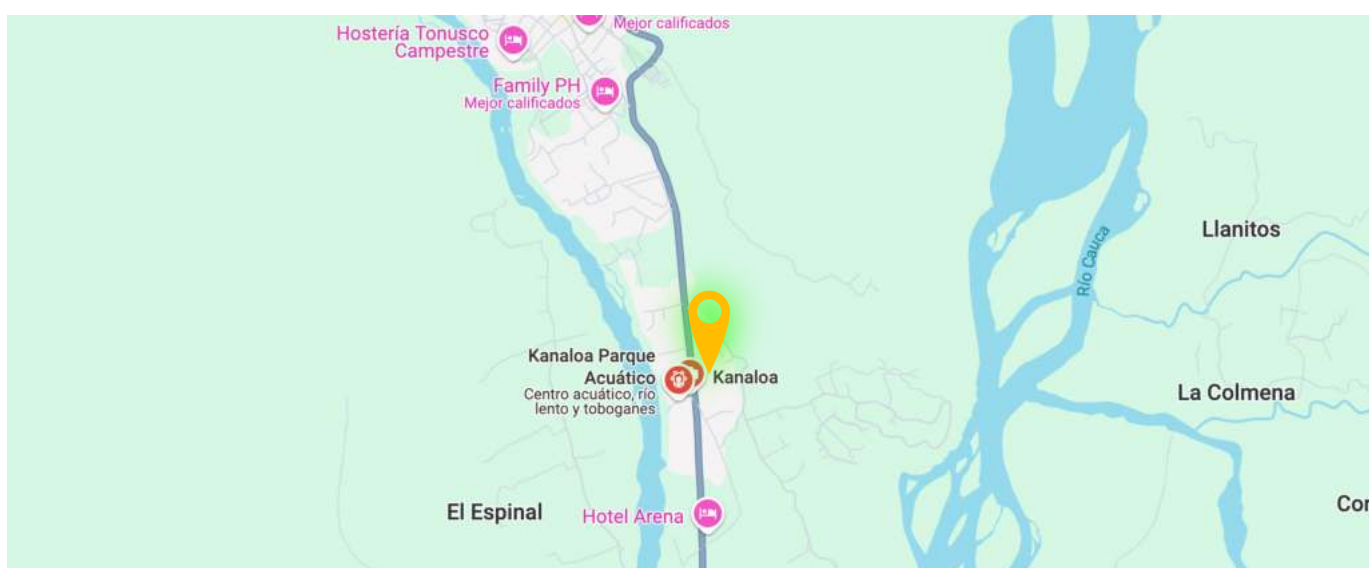 Mejor calificados
Hostería Tonusco
Campestre
Family PH
Mejor calificados
Llanitos
Río Cauca
Kanaloa Parque
Acuático
Centro acuático, río
lento y toboganes
Kanaloa
La Colmena
El Espinal
Hotel Arena
Cor